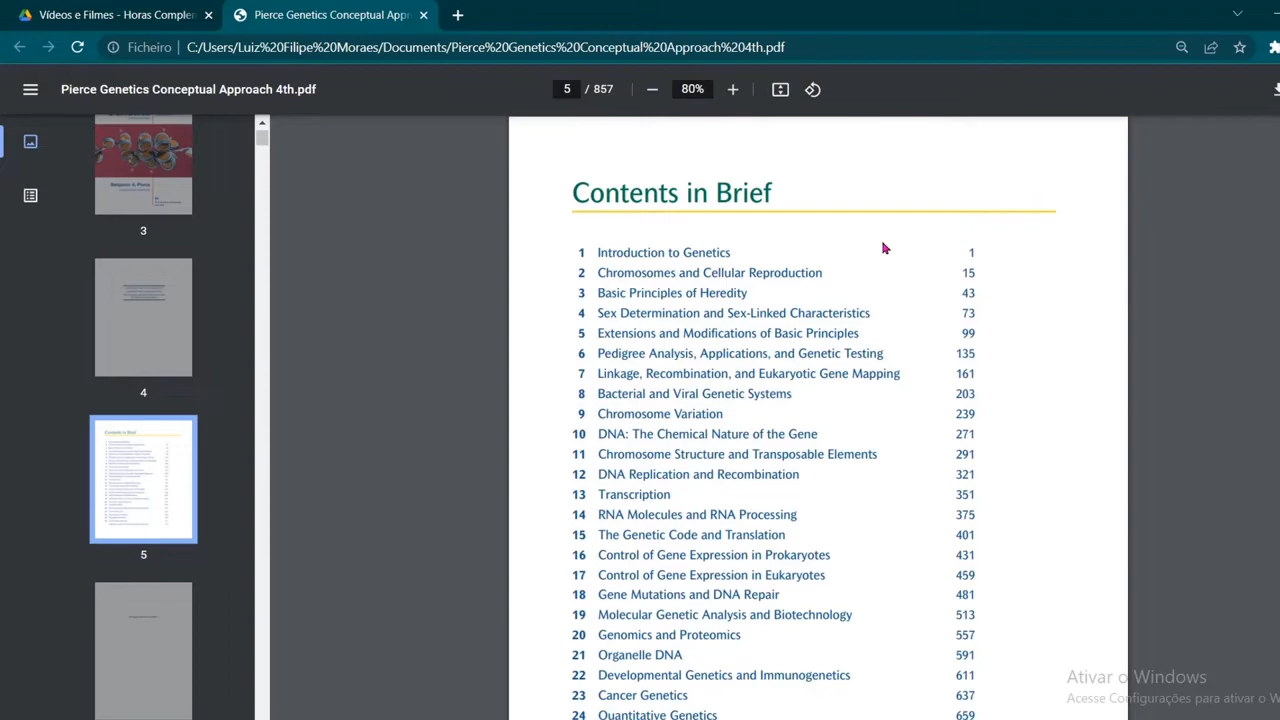 Vídeos e Filmes - Horas Complem
Pierce Genetics Conceptual Appr
Ficheiro
C:/Users/Luiz%20Filipe%20Moraes/Documents/Pierce%20Genetics%20Conceptual%20Approach%204th.pdf
Pierce Genetics Conceptual Approach 4th.pdf
5 / 857
80%
3
4
5
Contents in Brief
1 Introduction to Genetics 1
2 Chromosomes and Cellular Reproduction 15
3 Basic Principles of Heredity 43
4 Sex Determination and Sex-Linked Characteristics 73
5 Extensions and Modifications of Basic Principles 99
6 Pedigree Analysis, Applications, and Genetic Testing 135
7 Linkage, Recombination, and Eukaryotic Gene Mapping 161
8 Bacterial and Viral Genetic Systems 203
9 Chromosome Variation 239
10 DNA: The Chemical Nature of the Gene 271
11 Chromosome Structure and Transposable Elements 291
12 DNA Replication and Recombination 321
13 Transcription 351
14 RNA Molecules and RNA Processing 375
15 The Genetic Code and Translation 401
16 Control of Gene Expression in Prokaryotes 431
17 Control of Gene Expression in Eukaryotes 459
18 Gene Mutations and DNA Repair 481
19 Molecular Genetic Analysis and Biotechnology 513
20 Genomics and Proteomics 557
21 Organelle DNA 591
22 Developmental Genetics and Immunogenetics 611
23 Cancer Genetics 637
24 Quantitative Genetics 659
Ativar o Windows
Acesse Configurações para ativar o W